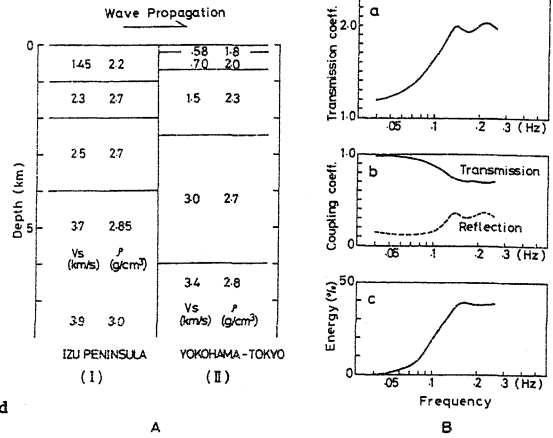 Wave Propagation
Depth (km)
0
5
1.45 2.2
2.3 2.7
2.5 2.7
3.7 2.85
Vs ρ
(km/s) (g/cm³)
3.9 3.0
IZU PENINSULA
(I)
.58 1.8
.70 2.0
1.5 2.3
3.0 2.7
3.4 2.8
Vs ρ
(km/s) (g/cm³)
YOKOHAMA-TOKYO
(II)
d
A
a
Transmission coeff.
2.0
1.0
.05 .1 .2 .3 (Hz)
b
Coupling coeff.
1.0
0
Transmission
Reflection
.05 .1 .2 .3 (Hz)
c
Energy (%)
50
0
.05 .1 .2 .3 (Hz)
Frequency
B